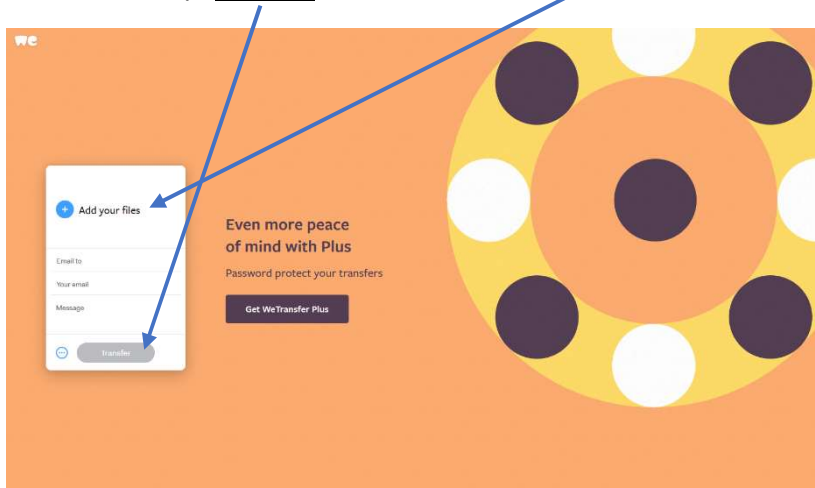 we
Add your files
Email to
Your email
Message
Transfer
Even more peace
of mind with Plus
Password protect your transfers
Get WeTransfer Plus